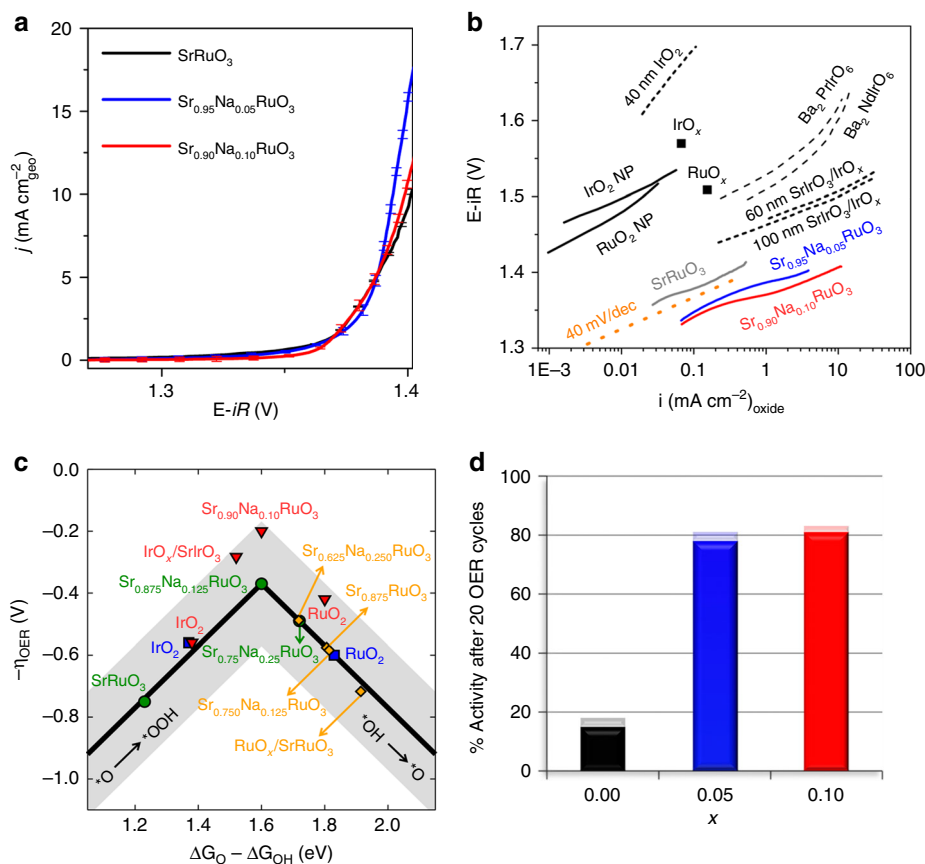 a
20
15
10
5
0
j (mA cm⁻²geo)
SrRuO₃
Sr₀.₉₅Na₀.₀₅RuO₃
Sr₀.₉₀Na₀.₁₀RuO₃
1.3
1.4
E-iR (V)
b
1.7
1.6
1.5
1.4
1.3
E-iR (V)
40 nm IrO₂
IrOₓ
RuOₓ
Ba₂ PrIrO₆
Ba₂ NdIrO₆
IrO₂ NP
RuO₂ NP
60 nm SrIrO₃/IrOₓ
100 nm SrIrO₃/IrOₓ
SrRuO₃
Sr₀.₉₅Na₀.₀₅RuO₃
Sr₀.₉₀Na₀.₁₀RuO₃
40 mV/dec
1E−3
0.01
0.1
1
10
100
i (mA cm⁻²)oxide
c
0.0
−0.2
−0.4
−0.6
−0.8
−1.0
−ηOER (V)
Sr₀.₉₀Na₀.₁₀RuO₃
IrOₓ/SrIrO₃
Sr₀.₆₂₅Na₀.₂₅₀RuO₃
Sr₀.₈₇₅Na₀.₁₂₅RuO₃
Sr₀.₈₇₅RuO₃
RuO₂
IrO₂
IrO₂
Sr₀.₇₅Na₀.₂₅RuO₃
RuO₂
SrRuO₃
Sr₀.₇₅₀Na₀.₁₂₅RuO₃
RuOₓ/SrRuO₃
*O → *OOH
*OH → *O
1.2
1.4
1.6
1.8
2.0
ΔGO − ΔGOH (eV)
d
100
80
60
40
20
0
% Activity after 20 OER cycles
0.00
0.05
0.10
x